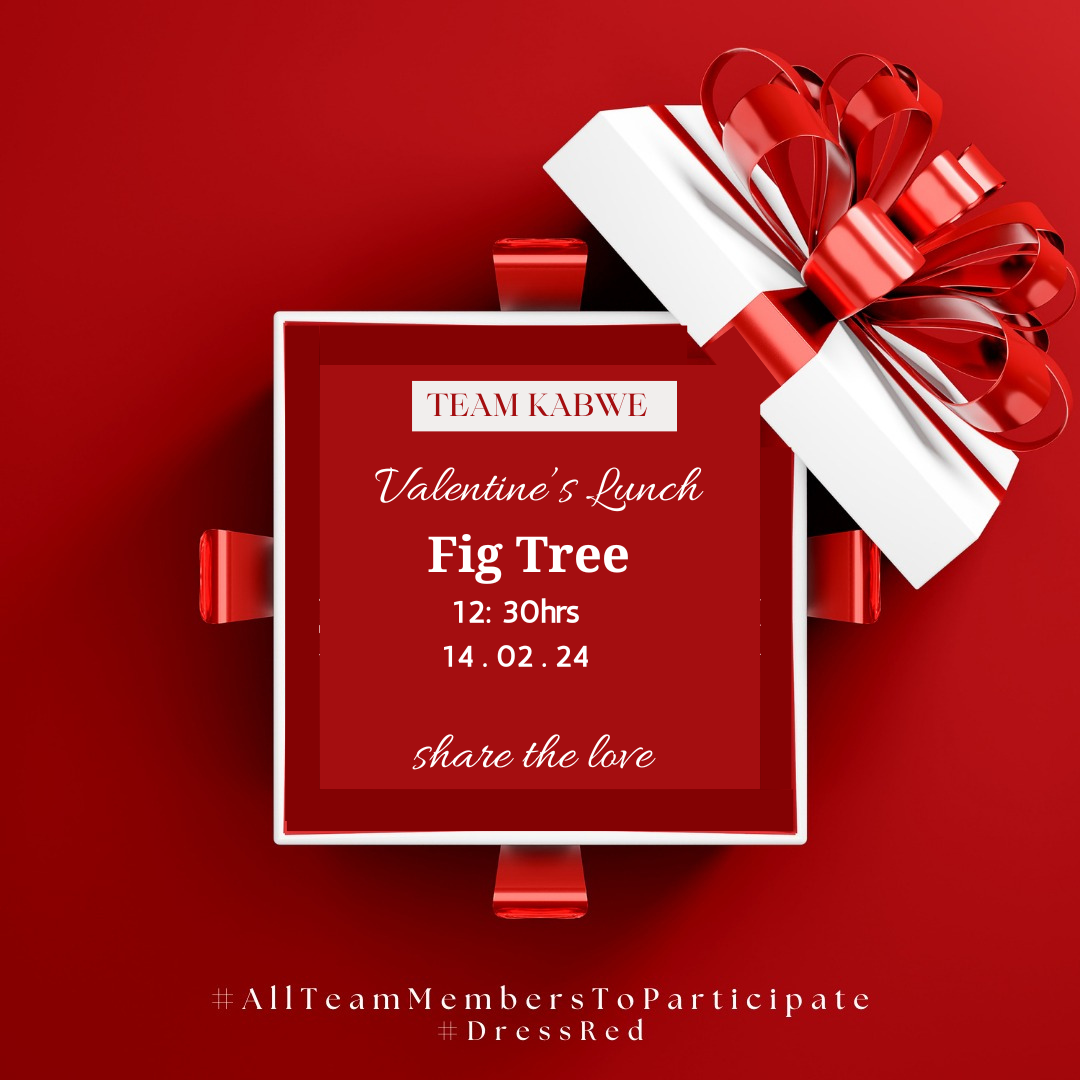 TEAM KABWE
Valentine's Lunch
Fig Tree
12: 30hrs
14 . 02 . 24
share the love
#AllTeamMembersToParticipate
#DressRed